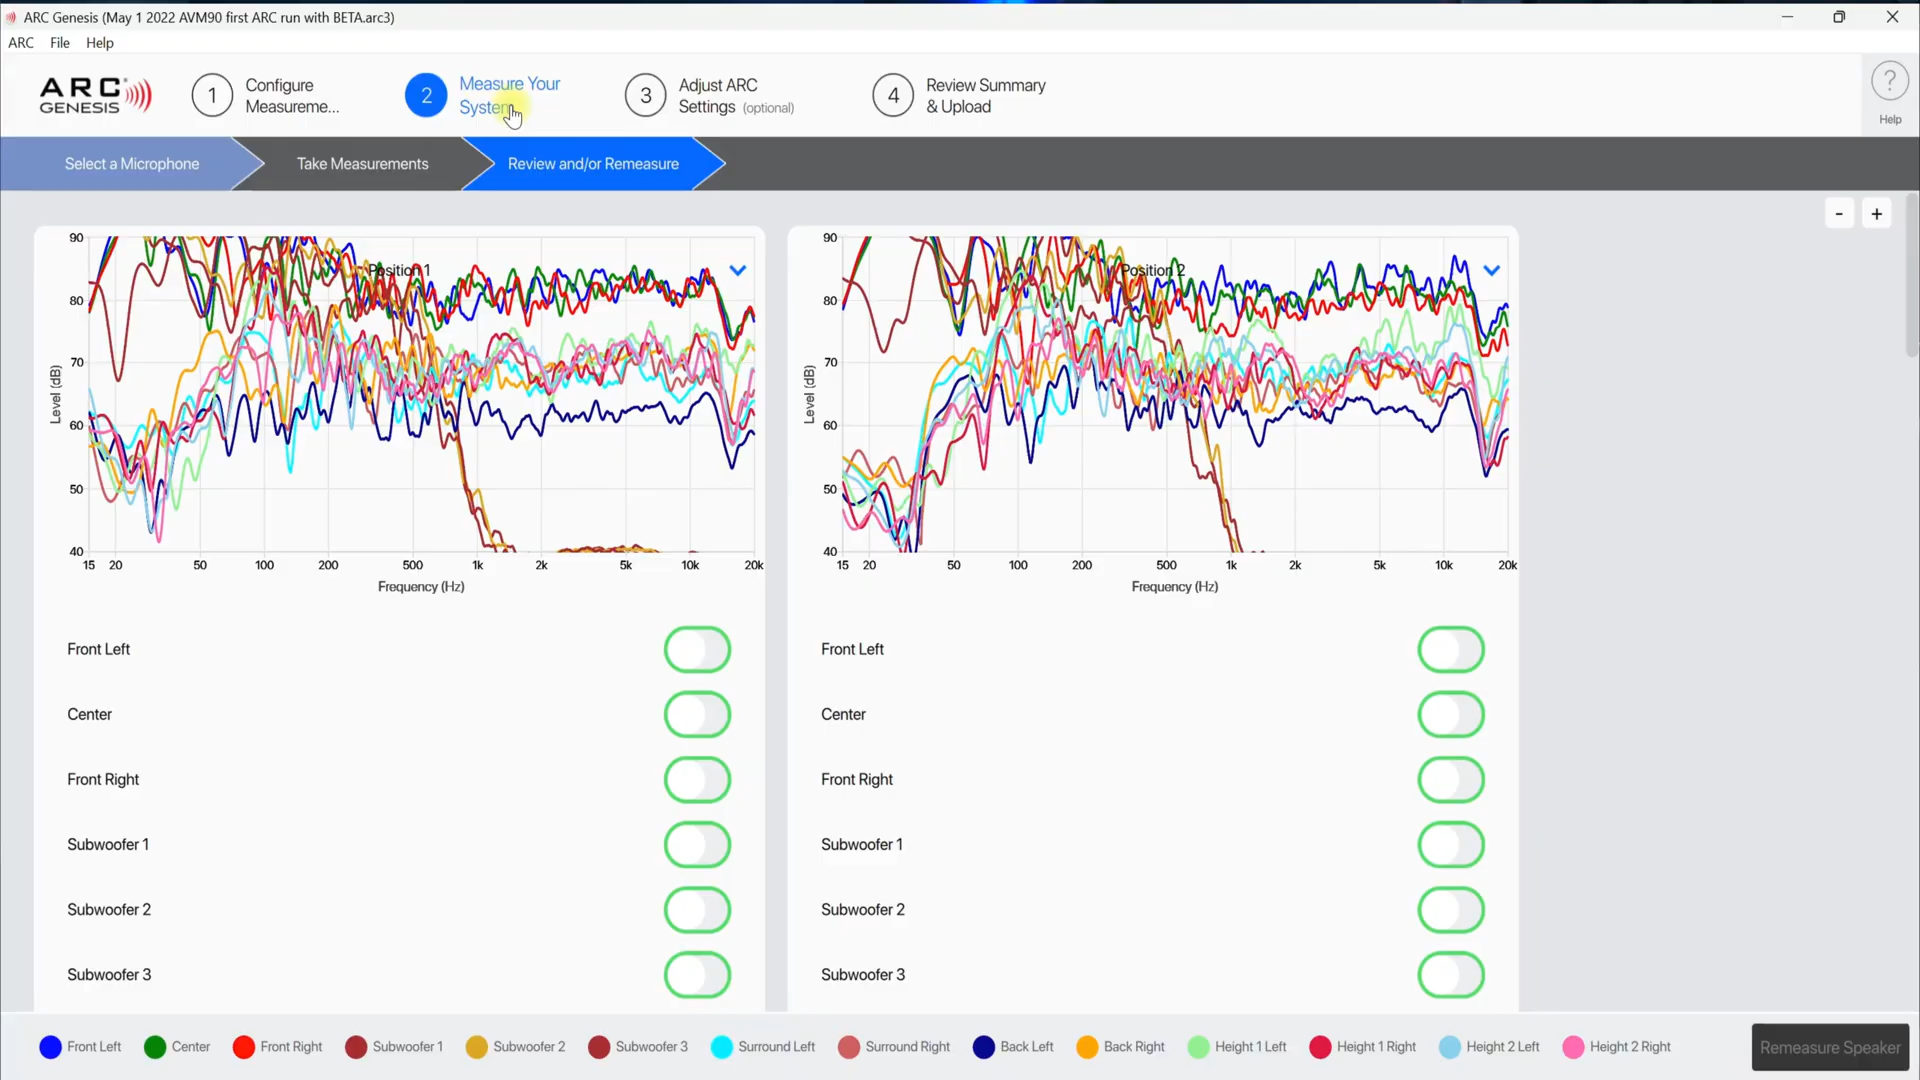 ARC Genesis (May 1 2022 AVM90 first ARC run with BETA.arc3)
ARC File Help
ARC GENESIS
1 Configure Measureme...
2 Measure Your System
3 Adjust ARC Settings (optional)
4 Review Summary & Upload
? Help
Select a Microphone
Take Measurements
Review and/or Remeasure
- +
Position 1
Level (dB)
90
80
70
60
50
40
15 20 50 100 200 500 1k 2k 5k 10k 20k
Frequency (Hz)
Front Left
Center
Front Right
Subwoofer 1
Subwoofer 2
Subwoofer 3
Position 2
Level (dB)
90
80
70
60
50
40
15 20 50 100 200 500 1k 2k 5k 10k 20k
Frequency (Hz)
Front Left
Center
Front Right
Subwoofer 1
Subwoofer 2
Subwoofer 3
Front Left Center Front Right Subwoofer 1 Subwoofer 2 Subwoofer 3 Surround Left Surround Right Back Left Back Right Height 1 Left Height 1 Right Height 2 Left Height 2 Right
Remeasure Speaker